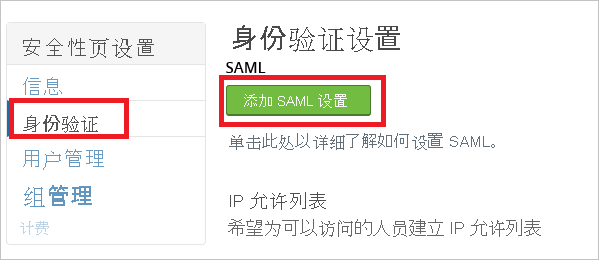 安全性页设置
信息
身份验证
用户管理
组管理
计费
身份验证设置
SAML
添加 SAML 设置
单击此处以详细了解如何设置 SAML。
IP 允许列表
希望为可以访问的人员建立 IP 允许列表